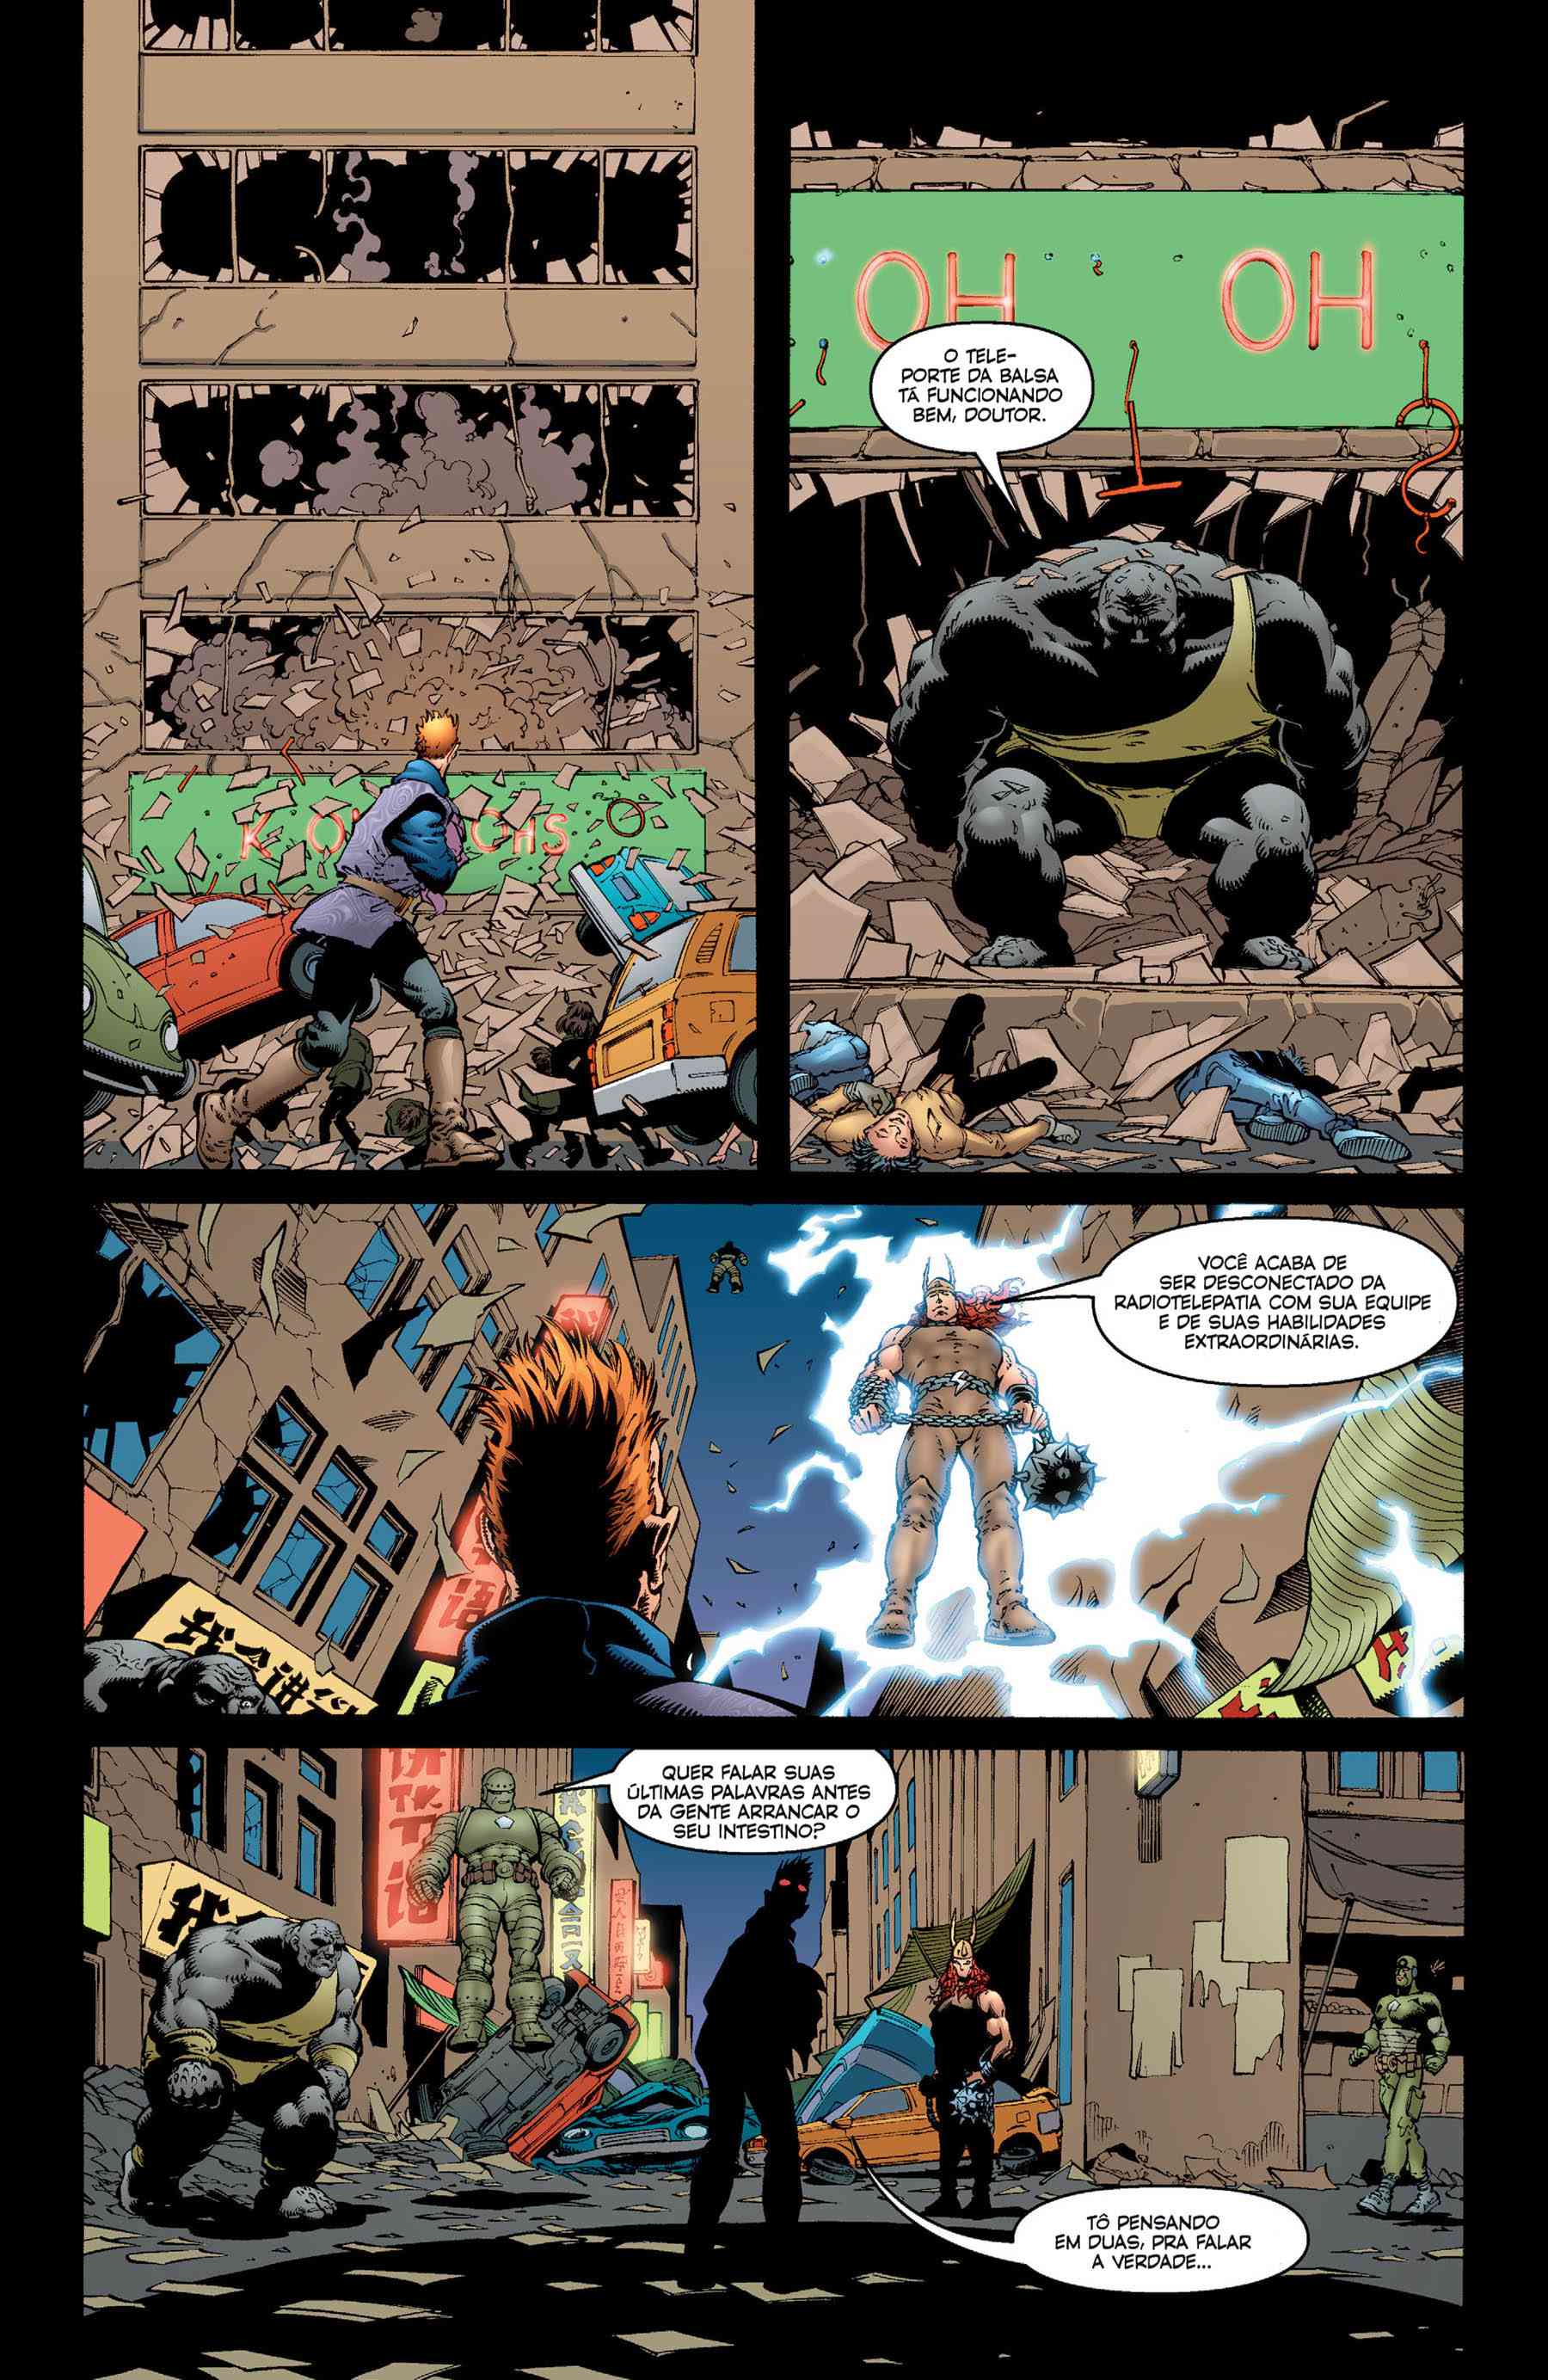 K O OHS
OH OH
O TELE-
PORTE DA BALSA
TÁ FUNCIONANDO
BEM, DOUTOR.
VOCÊ ACABA DE
SER DESCONECTADO DA
RADIOTELEPATIA COM SUA EQUIPE
E DE SUAS HABILIDADES
EXTRAORDINÁRIAS.
QUER FALAR SUAS
ÚLTIMAS PALAVRAS ANTES
DA GENTE ARRANCAR O
SEU INTESTINO?
TÔ PENSANDO
EM DUAS, PRA FALAR
A VERDADE...